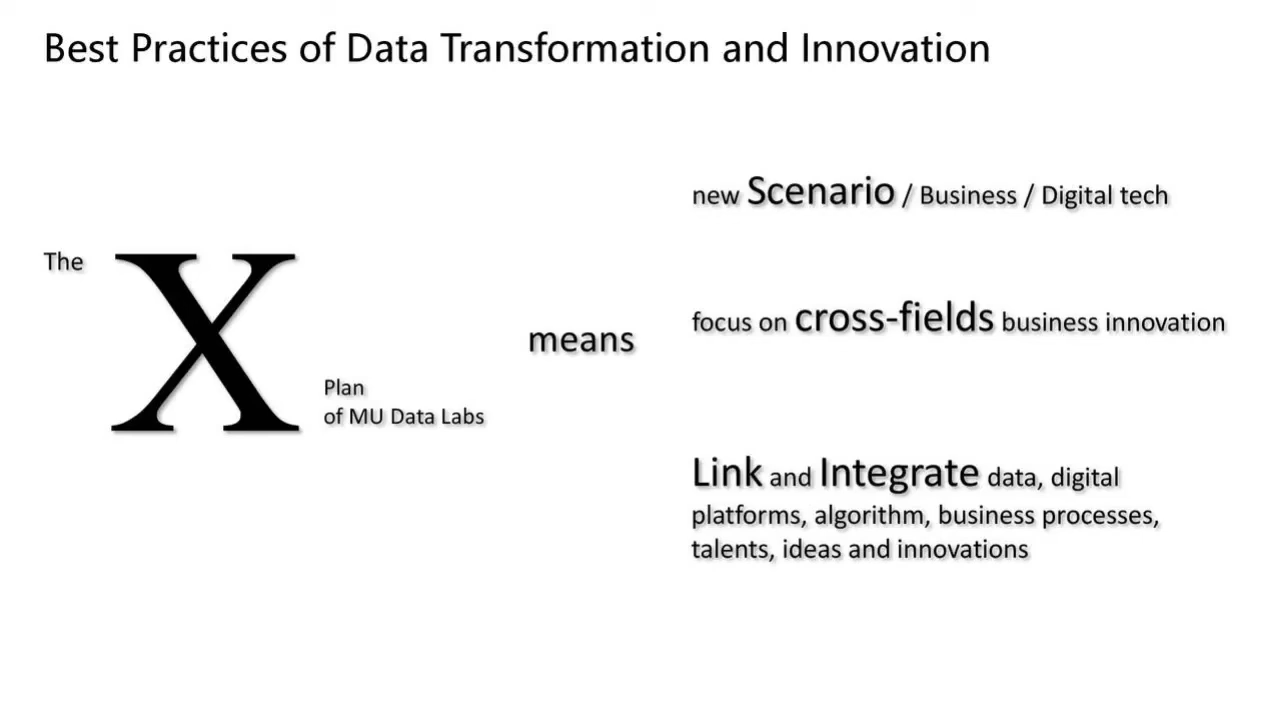 Best Practices of Data Transformation and Innovation
The
X
Plan
of MU Data Labs
means
new Scenario / Business / Digital tech
focus on cross-fields business innovation
Link and Integrate data, digital
platforms, algorithm, business processes,
talents, ideas and innovations